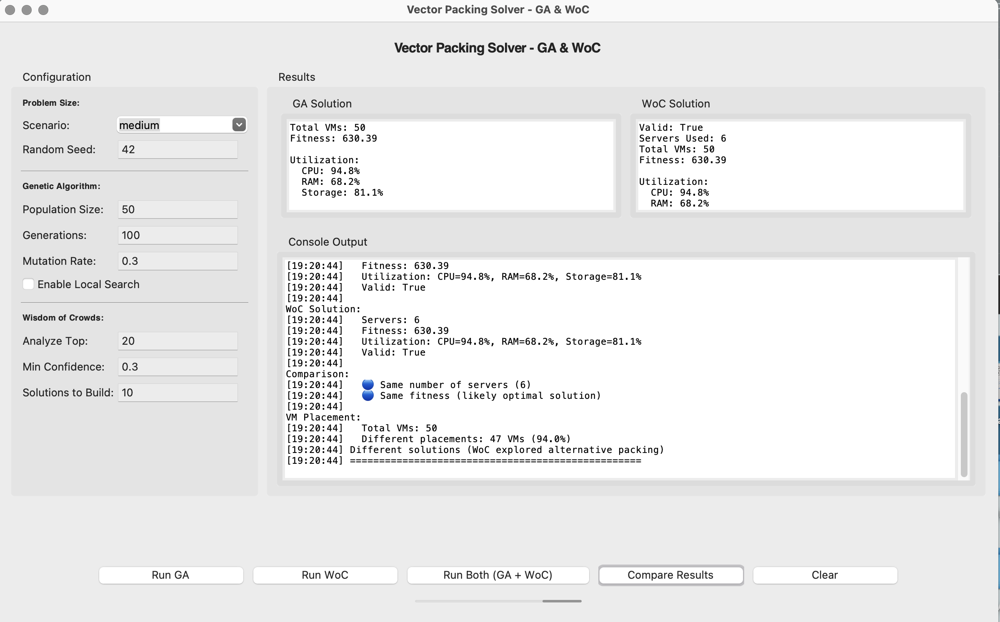 Vector Packing Solver - GA & WoC
Vector Packing Solver - GA & WoC
Configuration
Problem Size:
Scenario: medium
Random Seed: 42
Genetic Algorithm:
Population Size: 50
Generations: 100
Mutation Rate: 0.3
Enable Local Search
Wisdom of Crowds:
Analyze Top: 20
Min Confidence: 0.3
Solutions to Build: 10
Results
GA Solution
Total VMs: 50
Fitness: 630.39
Utilization:
CPU: 94.8%
RAM: 68.2%
Storage: 81.1%
WoC Solution
Valid: True
Servers Used: 6
Total VMs: 50
Fitness: 630.39
Utilization:
CPU: 94.8%
RAM: 68.2%
Console Output
[19:20:44] Fitness: 630.39
[19:20:44] Utilization: CPU=94.8%, RAM=68.2%, Storage=81.1%
[19:20:44] Valid: True
[19:20:44]
WoC Solution:
[19:20:44] Servers: 6
[19:20:44] Fitness: 630.39
[19:20:44] Utilization: CPU=94.8%, RAM=68.2%, Storage=81.1%
[19:20:44] Valid: True
[19:20:44]
Comparison:
[19:20:44] 🔵 Same number of servers (6)
[19:20:44] 🔵 Same fitness (likely optimal solution)
[19:20:44]
VM Placement:
[19:20:44] Total VMs: 50
[19:20:44] Different placements: 47 VMs (94.0%)
[19:20:44] Different solutions (WoC explored alternative packing)
[19:20:44] ==================================================
Run GA
Run WoC
Run Both (GA + WoC)
Compare Results
Clear